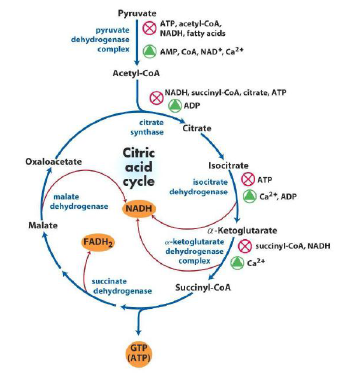 Pyruvate
pyruvate
dehydrogenase
complex
ATP, acetyl-CoA,
NADH, fatty acids
AMP, CoA, NAD⁺, Ca²⁺
Acetyl-CoA
NADH, succinyl-CoA, citrate, ATP
ADP
citrate
synthase
Citrate
Citric
acid
cycle
Oxaloacetate
Isocitrate
isocitrate
dehydrogenase
ATP
Ca²⁺, ADP
malate
dehydrogenase
NADH
Malate
α-Ketoglutarate
FADH₂
α-ketoglutarate
dehydrogenase
complex
succinyl-CoA, NADH
Ca²⁺
succinate
dehydrogenase
Succinyl-CoA
GTP
(ATP)